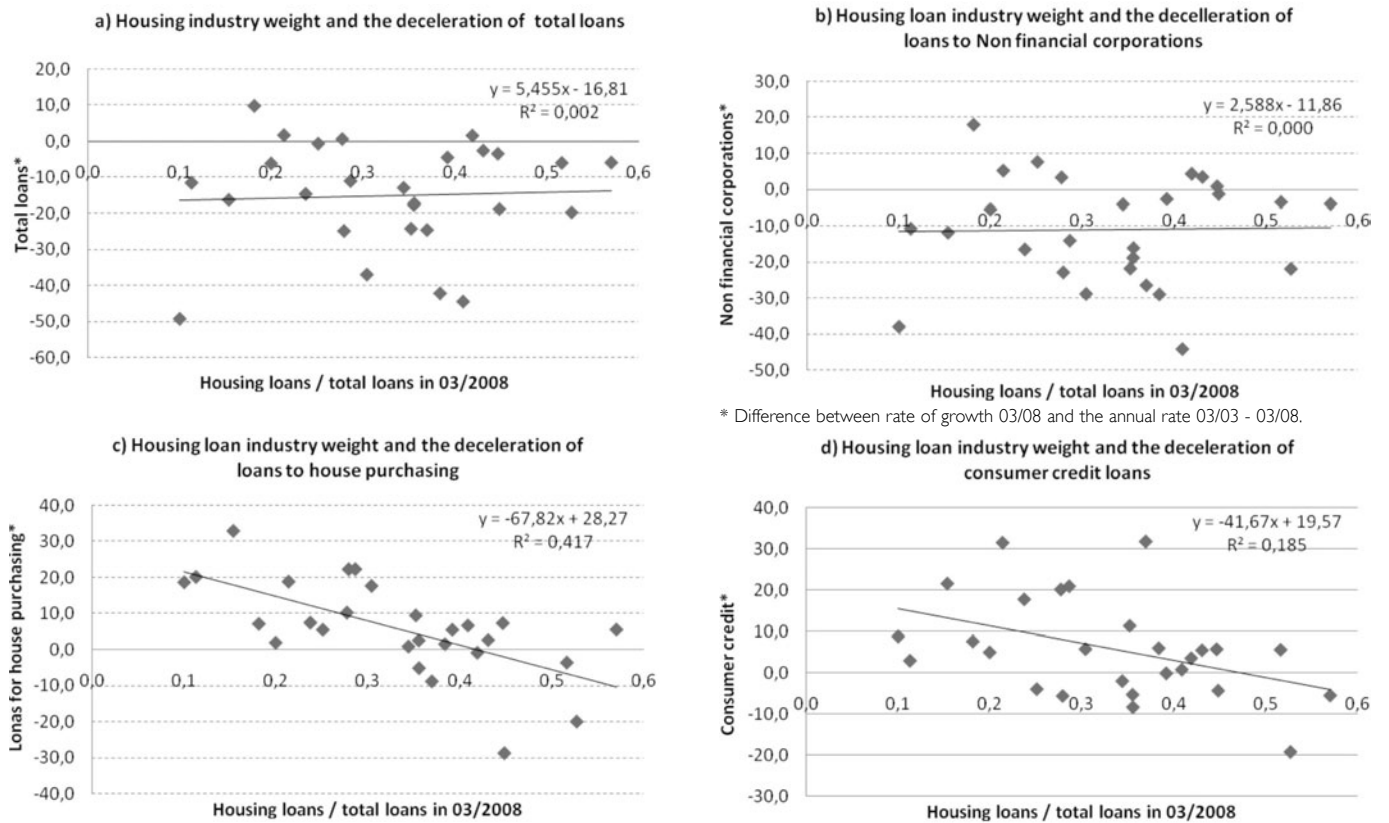 a) Housing industry weight and the deceleration of total loans
20,0
10,0
0,0
-10,0
-20,0
-30,0
-40,0
-50,0
-60,0
0,0 0,1 0,2 0,3 0,4 0,5 0,6
y = 5,455x - 16,81
R² = 0,002
Total loans*
Housing loans / total loans in 03/2008
b) Housing loan industry weight and the decelleration of
loans to Non financial corporations
30,0
20,0
10,0
0,0
-10,0
-20,0
-30,0
-40,0
-50,0
0,0 0,1 0,2 0,3 0,4 0,5 0,6
y = 2,588x - 11,86
R² = 0,000
Non financial corporations*
Housing loans / total loans in 03/2008
* Difference between rate of growth 03/08 and the annual rate 03/03 - 03/08.
c) Housing loan industry weight and the deceleration of
loans to house purchasing
40,0
30,0
20,0
10,0
0,0
-10,0
-20,0
-30,0
-40,0
0,0 0,1 0,2 0,3 0,4 0,5 0,6
y = -67,82x + 28,27
R² = 0,417
Lonas for house purchasing*
Housing loans / total loans in 03/2008
d) Housing loan industry weight and the deceleration of
consumer credit loans
40,0
30,0
20,0
10,0
0,0
-10,0
-20,0
-30,0
0,0 0,1 0,2 0,3 0,4 0,5 0,6
y = -41,67x + 19,57
R² = 0,185
Consumer credit*
Housing loans / total loans in 03/2008